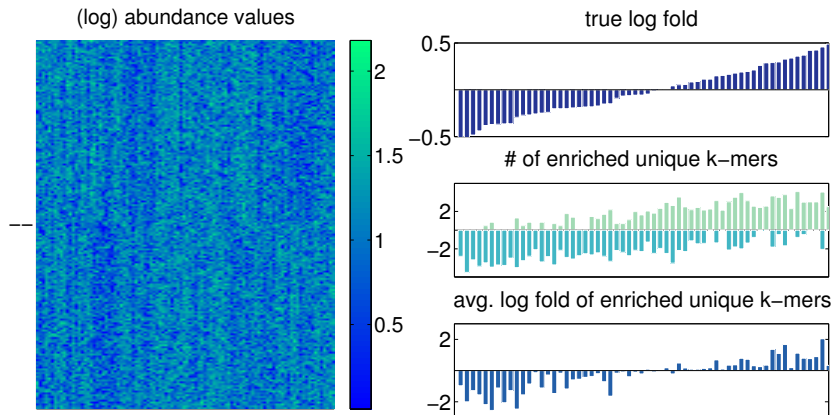 (log) abundance values
−−
2
1.5
1
0.5
true log fold
0.5
−0.5
# of enriched unique k−mers
2
−2
avg. log fold of enriched unique k−mers
2
−2